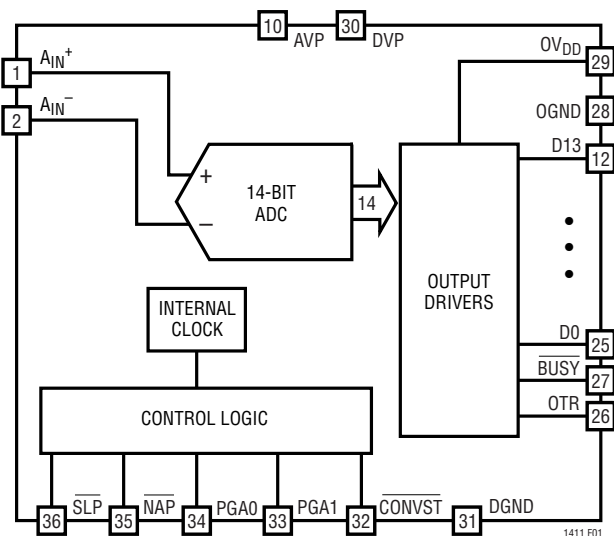 10 AVP 30 DVP
1 AIN+
OVDD 29
2 AIN−
OGND 28
D13 12
+
−
14-BIT
ADC
14
OUTPUT
DRIVERS
INTERNAL
CLOCK
CONTROL LOGIC
D0 25
BUSY 27
OTR 26
36 SLP 35 NAP 34 PGA0 33 PGA1 32 CONVST 31 DGND
1411 F01